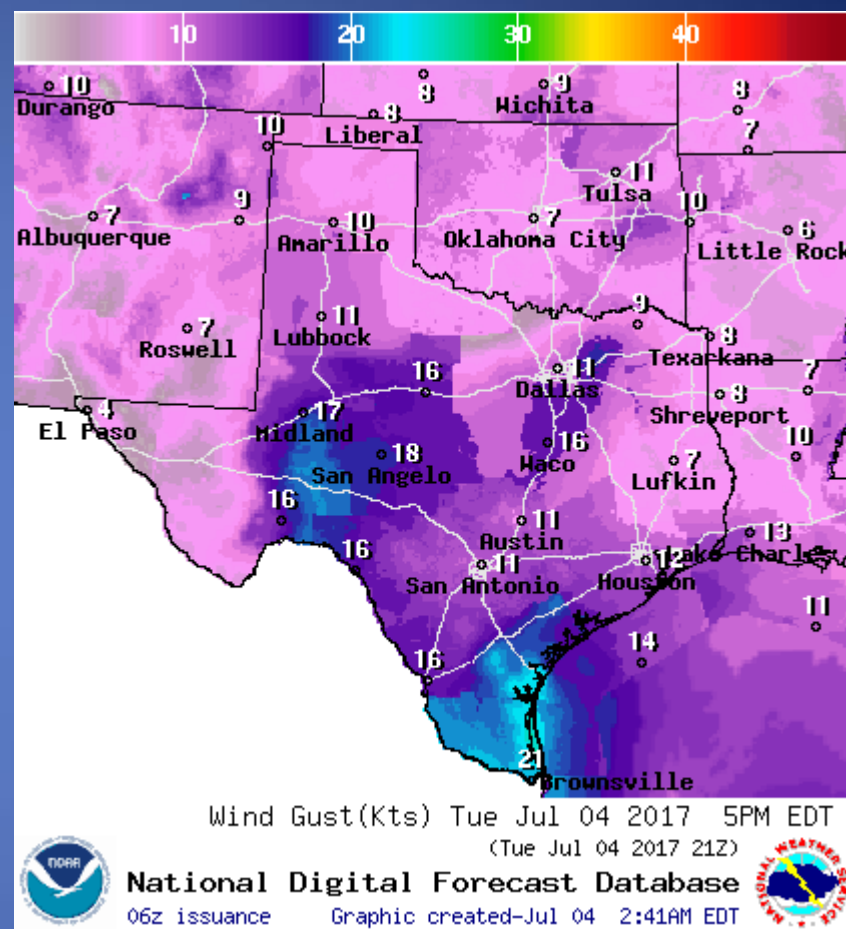 10 20 30 40
10 8 9 8
Durango Wichita
8
Liberal
10 7
11
Tulsa
7 9 10 7 10 6
Albuquerque Amarillo Oklahoma City Little Rock
7 11 9
Roswell Lubbock
8
Texarkana
16 11 7
Dallas
4 17 8
El Paso Midland Shreveport
18 16 7 10
San Angelo Waco Lufkin
16 11 13
Austin
16 11 12 Lake Charles
San Antonio Houston
11
14
16
21
Brownsville
Wind Gust(Kts) Tue Jul 04 2017 5PM EDT
(Tue Jul 04 2017 21Z)
National Digital Forecast Database
06z issuance Graphic created-Jul 04 2:41AM EDT
NOAA
NATIONAL WEATHER SERVICE